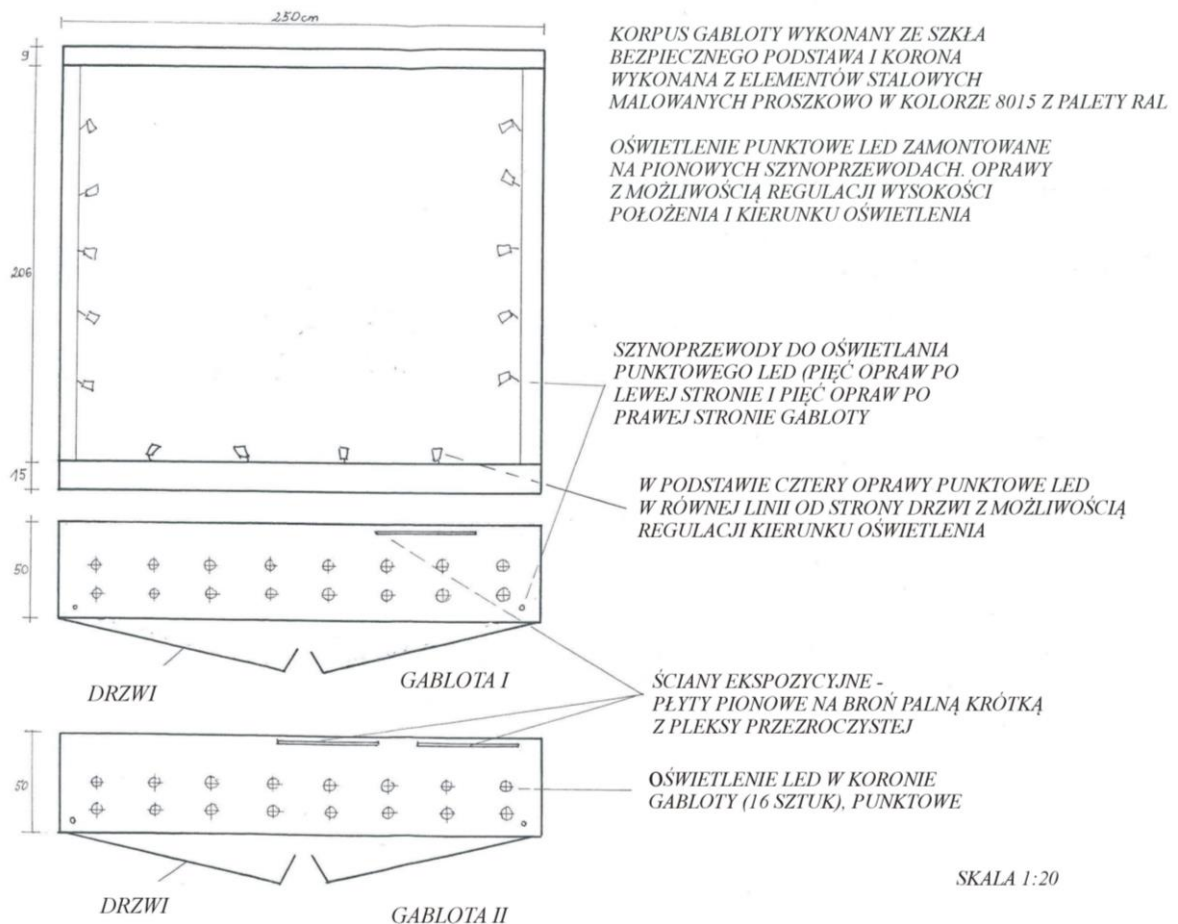 250cm
KORPUS GABLOTY WYKONANY ZE SZKŁA
BEZPIECZNEGO PODSTAWA I KORONA
WYKONANA Z ELEMENTÓW STALOWYCH
MALOWANYCH PROSZKOWO W KOLORZE 8015 Z PALETY RAL
9
OŚWIETLENIE PUNKTOWE LED ZAMONTOWANE
NA PIONOWYCH SZYNOPRZEWODACH. OPRAWY
Z MOŻLIWOŚCIĄ REGULACJI WYSOKOŚCI
POŁOŻENIA I KIERUNKU OŚWIETLENIA
206
SZYNOPRZEWODY DO OŚWIETLANIA
PUNKTOWEGO LED (PIĘĆ OPRAW PO
LEWEJ STRONIE I PIĘĆ OPRAW PO
PRAWEJ STRONIE GABLOTY
15
W PODSTAWIE CZTERY OPRAWY PUNKTOWE LED
W RÓWNEJ LINII OD STRONY DRZWI Z MOŻLIWOŚCIĄ
REGULACJI KIERUNKU OŚWIETLENIA
50
DRZWI
GABLOTA I
ŚCIANY EKSPOZYCYJNE -
PŁYTY PIONOWE NA BROŃ PALNĄ KRÓTKĄ
Z PLEKSY PRZEZROCZYSTEJ
50
OŚWIETLENIE LED W KORONIE
GABLOTY (16 SZTUK), PUNKTOWE
DRZWI
GABLOTA II
SKALA 1:20